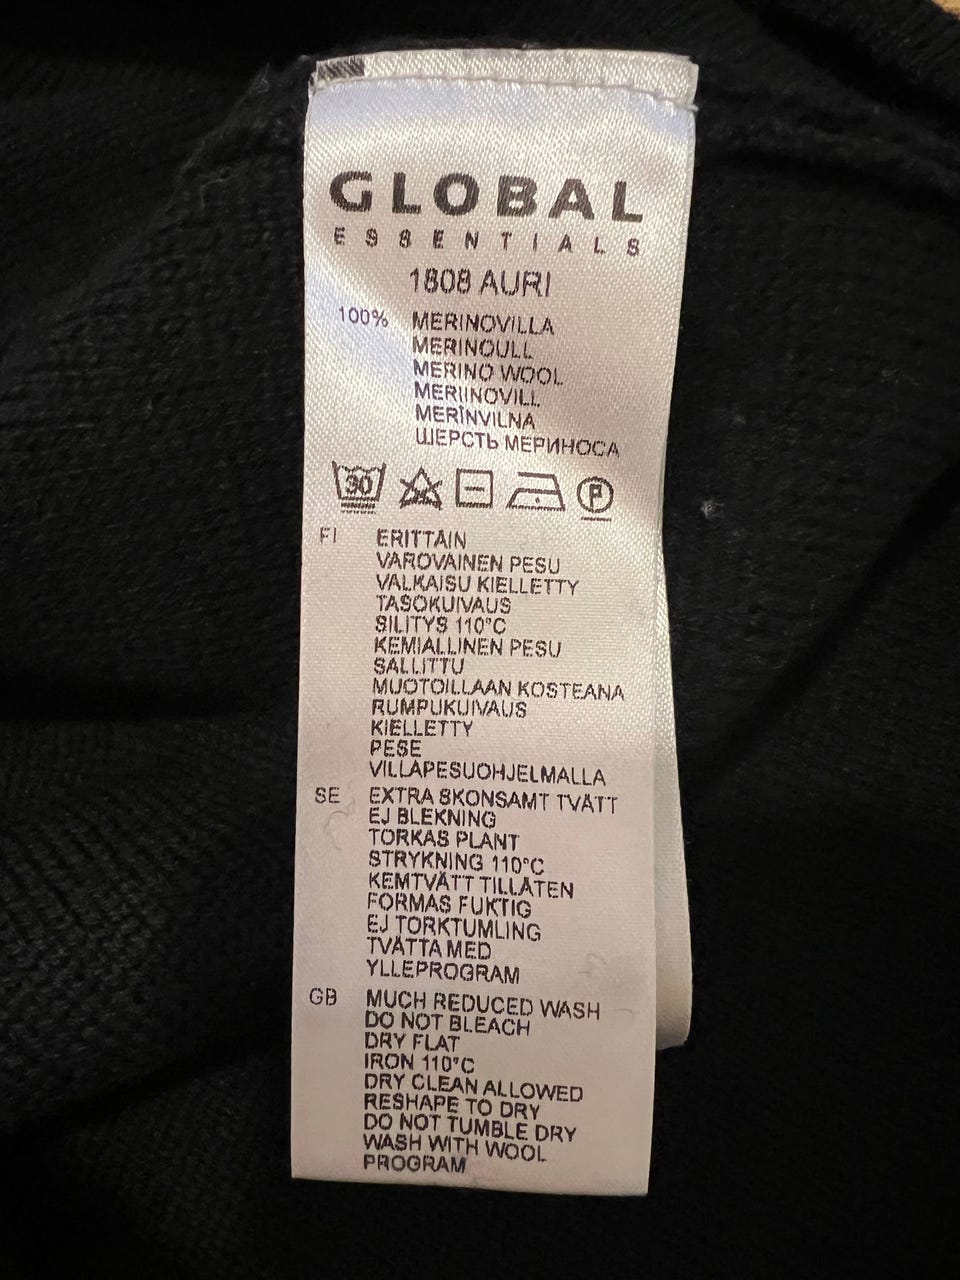 GLOBAL
ESSENTIALS
1808 AURI
100% MERINOVILLA
MERINOULL
MERINO WOOL
MERIINOVILL
MERĪNVILNA
ШЕРСТЬ МЕРИНОСА
30 P
FI ERITTÄIN
VAROVAINEN PESU
VALKAISU KIELLETTY
TASOKUIVAUS
SILITYS 110°C
KEMIALLINEN PESU
SALLITTU
MUOTOILLAAN KOSTEANA
RUMPUKUIVAUS
KIELLETTY
PESE
VILLAPESUOHJELMALLA
SE EXTRA SKONSAMT TVÄTT
EJ BLEKNING
TORKAS PLANT
STRYKNING 110°C
KEMTVÄTT TILLÅTEN
FORMAS FUKTIG
EJ TORKTUMLING
TVÄTTA MED
YLLEPROGRAM
GB MUCH REDUCED WASH
DO NOT BLEACH
DRY FLAT
IRON 110°C
DRY CLEAN ALLOWED
RESHAPE TO DRY
DO NOT TUMBLE DRY
WASH WITH WOOL
PROGRAM